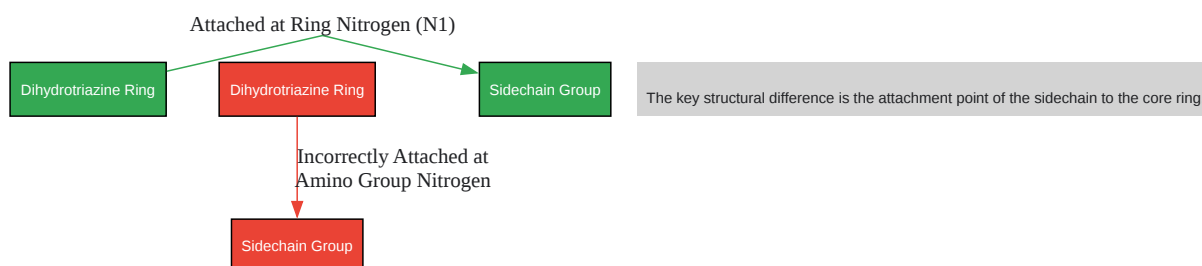 Attached at Ring Nitrogen (N1)
Dihydrotriazine Ring
Dihydrotriazine Ring
Sidechain Group
The key structural difference is the attachment point of the sidechain to the core ring
Incorrectly Attached at
Amino Group Nitrogen
Sidechain Group